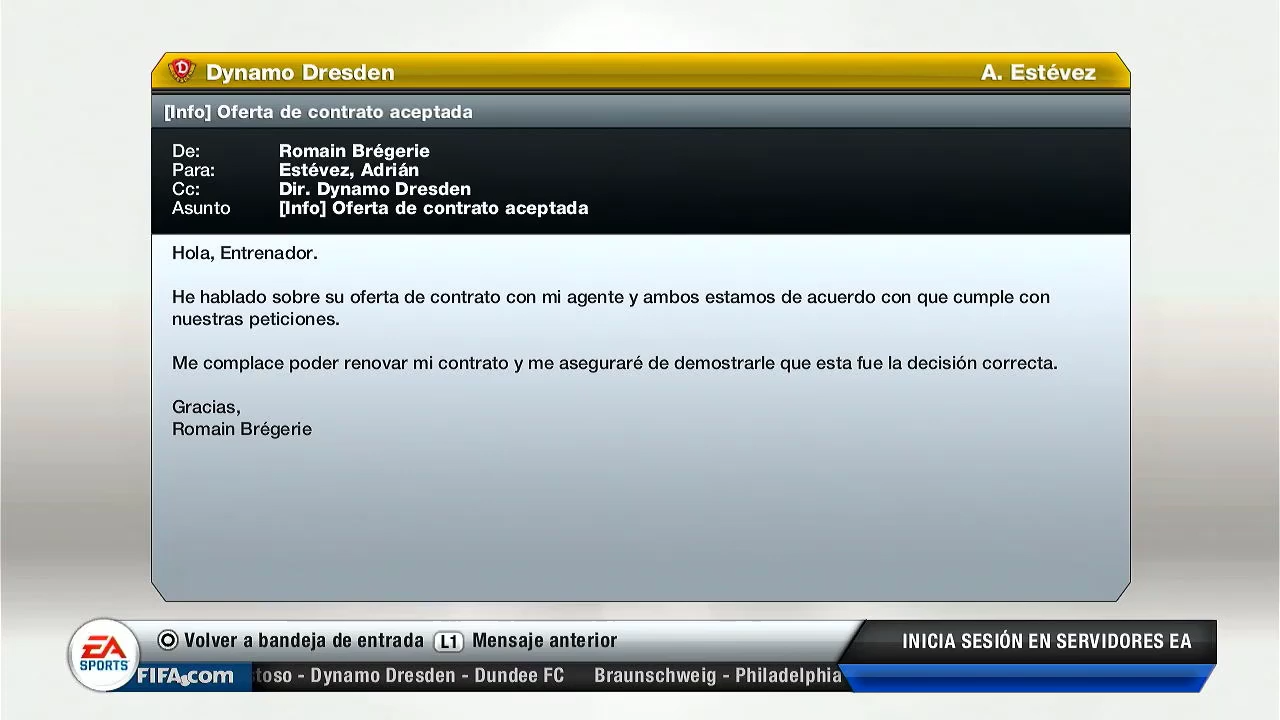 Dynamo Dresden A. Estévez
[Info] Oferta de contrato aceptada
De: Romain Brégerie
Para: Estévez, Adrián
Cc: Dir. Dynamo Dresden
Asunto [Info] Oferta de contrato aceptada
Hola, Entrenador.
He hablado sobre su oferta de contrato con mi agente y ambos estamos de acuerdo con que cumple con
nuestras peticiones.
Me complace poder renovar mi contrato y me aseguraré de demostrarle que esta fue la decisión correcta.
Gracias,
Romain Brégerie
Volver a bandeja de entrada L1 Mensaje anterior
INICIA SESIÓN EN SERVIDORES EA
EA
SPORTS
FIFA.com toso - Dynamo Dresden - Dundee FC Braunschweig - Philadelphia